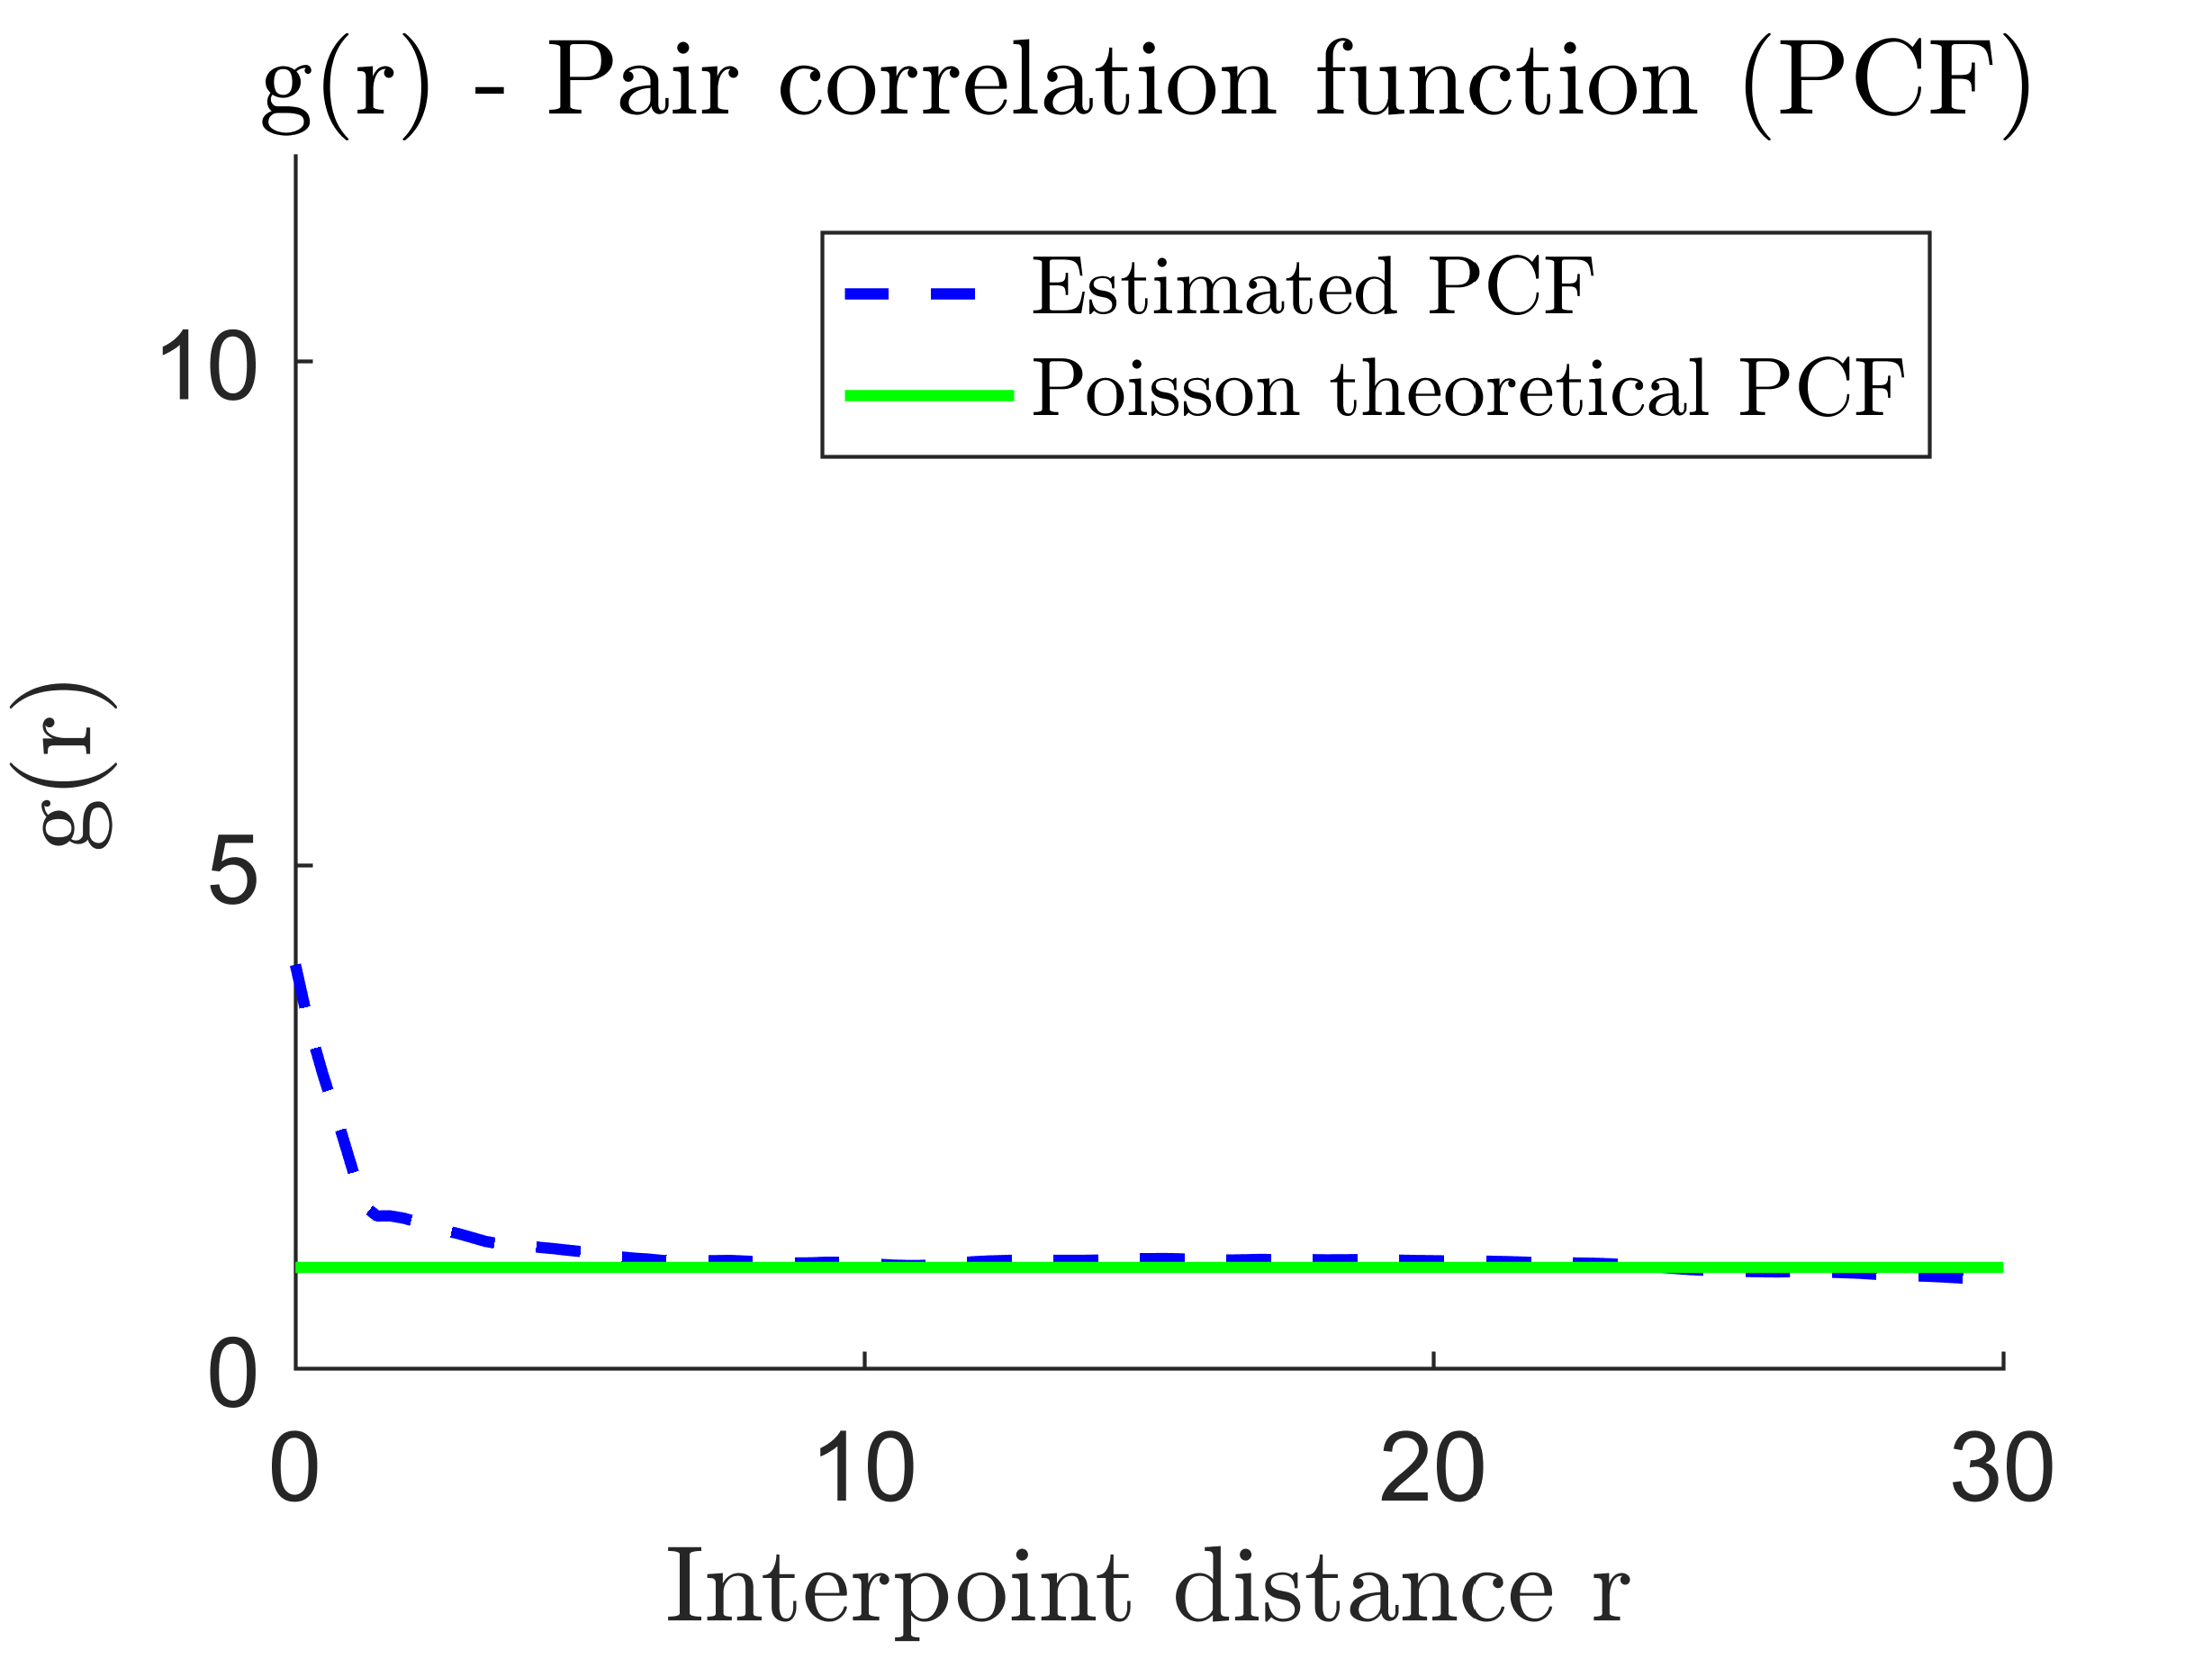 g(r) - Pair correlation function (PCF)
Estimated PCF
Poisson theoretical PCF
10
5
0
g(r)
0 10 20 30
Interpoint distance r